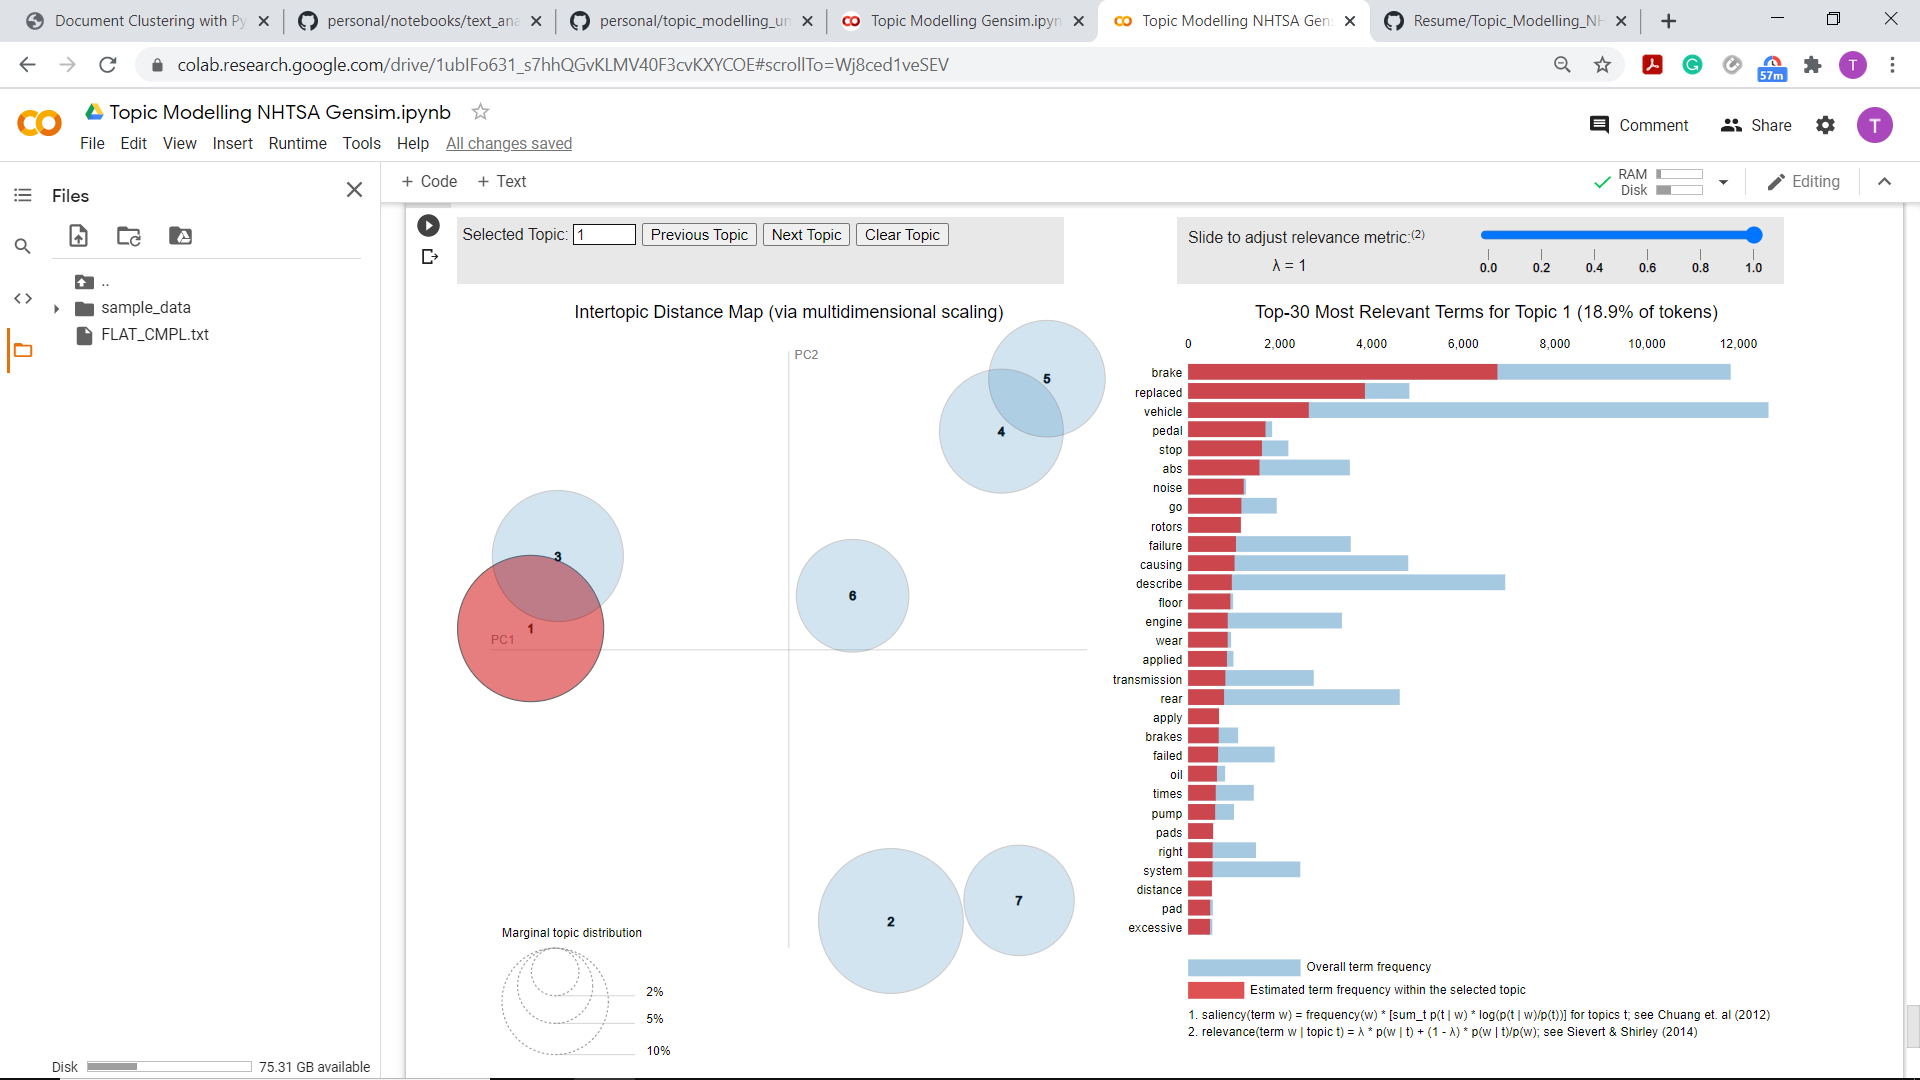 Document Clustering with Py
personal/notebooks/text_ana
personal/topic_modelling_un
Topic Modelling Gensim.ipyn
Topic Modelling NHTSA Gen
Resume/Topic_Modelling_NH
colab.research.google.com/drive/1ubIFo631_s7hhQGvKLMV40F3cvKXYCOE#scrollTo=Wj8ced1veSEV
57m
T
Topic Modelling NHTSA Gensim.ipynb
File Edit View Insert Runtime Tools Help All changes saved
Comment Share T
Files
+ Code + Text
RAM
Disk
Editing
..
sample_data
FLAT_CMPL.txt
Disk 75.31 GB available
Selected Topic: 1 Previous Topic Next Topic Clear Topic
Slide to adjust relevance metric:(2)
λ = 1
0.0 0.2 0.4 0.6 0.8 1.0
Intertopic Distance Map (via multidimensional scaling)
PC2
PC1
5
4
3
6
1
2
7
Marginal topic distribution
2%
5%
10%
Top-30 Most Relevant Terms for Topic 1 (18.9% of tokens)
0 2,000 4,000 6,000 8,000 10,000 12,000
brake
replaced
vehicle
pedal
stop
abs
noise
go
rotors
failure
causing
describe
floor
engine
wear
applied
transmission
rear
apply
brakes
failed
oil
times
pump
pads
right
system
distance
pad
excessive
Overall term frequency
Estimated term frequency within the selected topic
1. saliency(term w) = frequency(w) * [sum_t p(t | w) * log(p(t | w)/p(t))] for topics t; see Chuang et. al (2012)
2. relevance(term w | topic t) = λ * p(w | t) + (1 - λ) * p(w | t)/p(w); see Sievert & Shirley (2014)